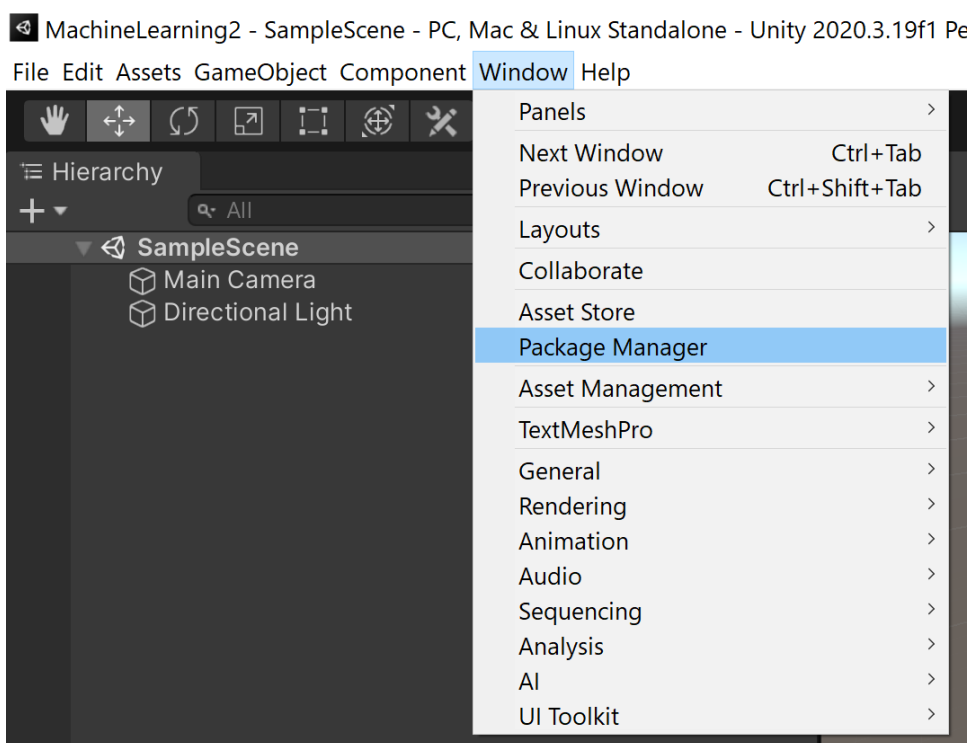 MachineLearning2 - SampleScene - PC, Mac & Linux Standalone - Unity 2020.3.19f1
File Edit Assets GameObject Component Window Help
Panels
Next Window Ctrl+Tab
Previous Window Ctrl+Shift+Tab
Layouts
Collaborate
Asset Store
Package Manager
Asset Management
TextMeshPro
General
Rendering
Animation
Audio
Sequencing
Analysis
AI
UI Toolkit
Hierarchy
All
SampleScene
Main Camera
Directional Light